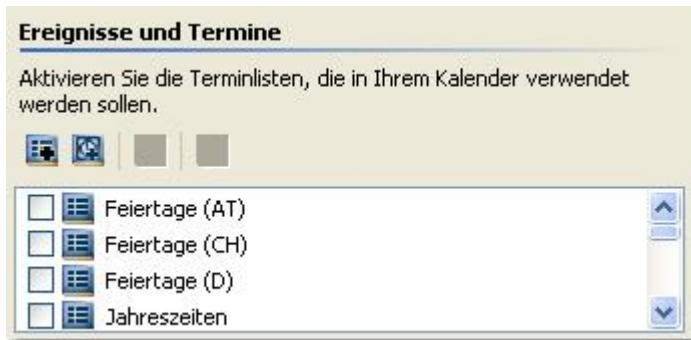 Ereignisse und Termine
Aktivieren Sie die Terminlisten, die in Ihrem Kalender verwendet
werden sollen.
Feiertage (AT)
Feiertage (CH)
Feiertage (D)
Jahreszeiten